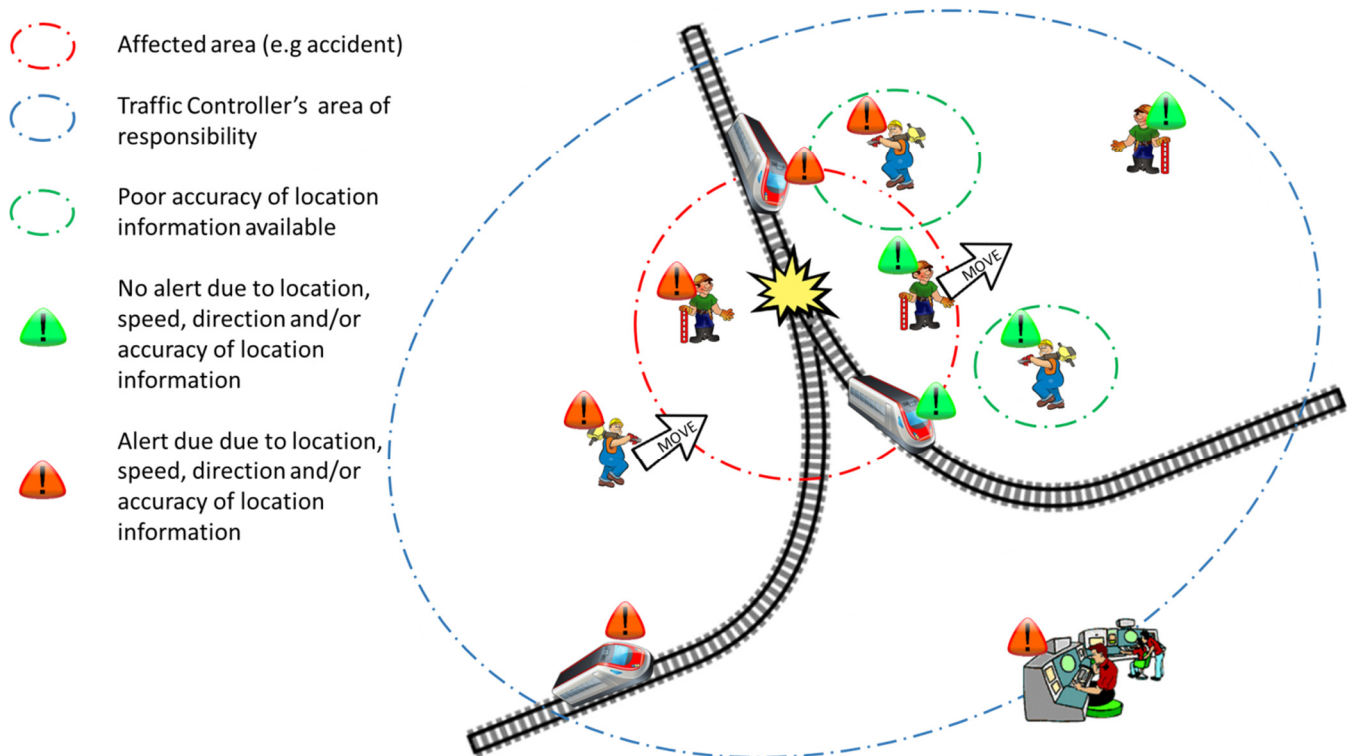 Affected area (e.g accident)
Traffic Controller's area of
responsibility
Poor accuracy of location
information available
No alert due to location,
speed, direction and/or
accuracy of location
information
Alert due due to location,
speed, direction and/or
accuracy of location
information
MOVE
MOVE